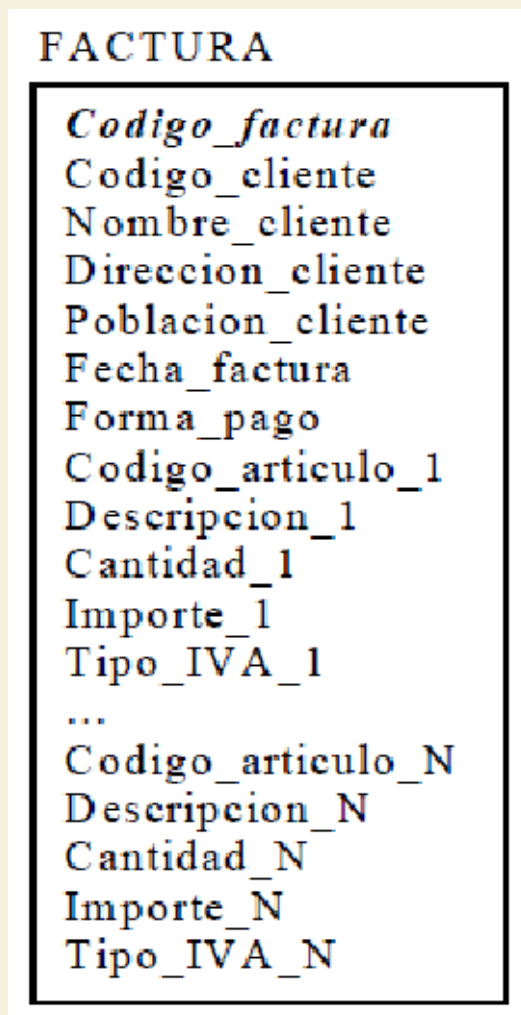 FACTURA
Codigo_factura
Codigo_cliente
Nombre_cliente
Direccion_cliente
Poblacion_cliente
Fecha_factura
Forma_pago
Codigo_articulo_1
Descripcion_1
Cantidad_1
Importe_1
Tipo_IVA_1
...
Codigo_articulo_N
Descripcion_N
Cantidad_N
Importe_N
Tipo_IVA_N